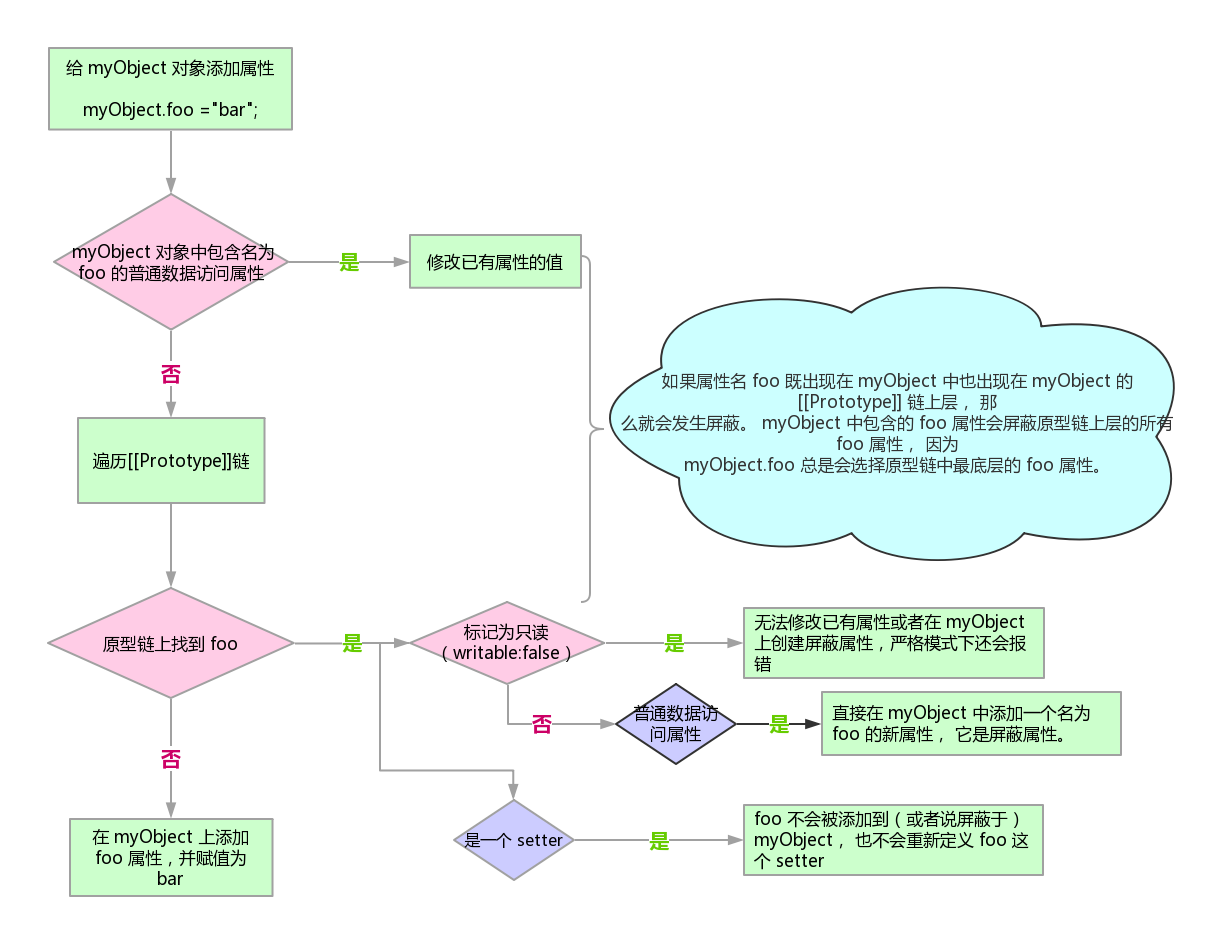 给 myObject 对象添加属性
myObject.foo ="bar";
myObject 对象中包含名为
foo 的普通数据访问属性
是
修改已有属性的值
否
遍历[[Prototype]]链
如果属性名 foo 既出现在 myObject 中也出现在 myObject 的
[[Prototype]] 链上层， 那
么就会发生屏蔽。 myObject 中包含的 foo 属性会屏蔽原型链上层的所有
foo 属性， 因为
myObject.foo 总是会选择原型链中最底层的 foo 属性。
原型链上找到 foo
是
标记为只读
（writable:false）
是
无法修改已有属性或者在 myObject
上创建屏蔽属性，严格模式下还会报
错
否
普通数据访
问属性
是
直接在 myObject 中添加一个名为
foo 的新属性， 它是屏蔽属性。
否
在 myObject 上添加
foo 属性，并赋值为
bar
是一个 setter
是
foo 不会被添加到（或者说屏蔽于）
myObject， 也不会重新定义 foo 这
个 setter